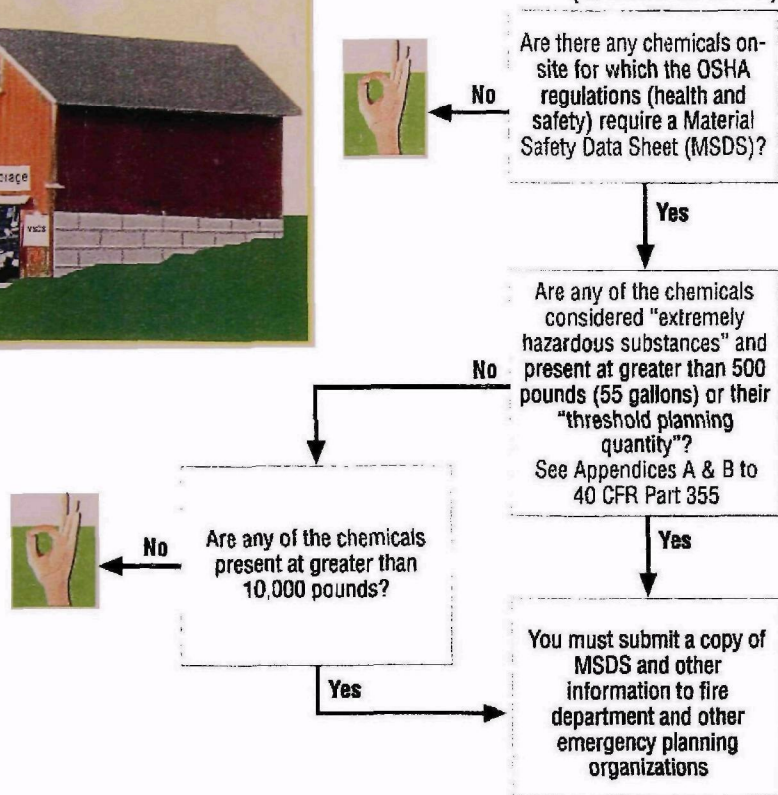 Are there any chemicals on-
site for which the OSHA
regulations (health and
safety) require a Material
Safety Data Sheet (MSDS)?
No
Yes
MSDS
Are any of the chemicals
considered "extremely
hazardous substances" and
present at greater than 500
pounds (55 gallons) or their
"threshold planning
quantity"?
See Appendices A & B to
40 CFR Part 355
No
Yes
Are any of the chemicals
present at greater than
10,000 pounds?
No
Yes
You must submit a copy of
MSDS and other
information to fire
department and other
emergency planning
organizations